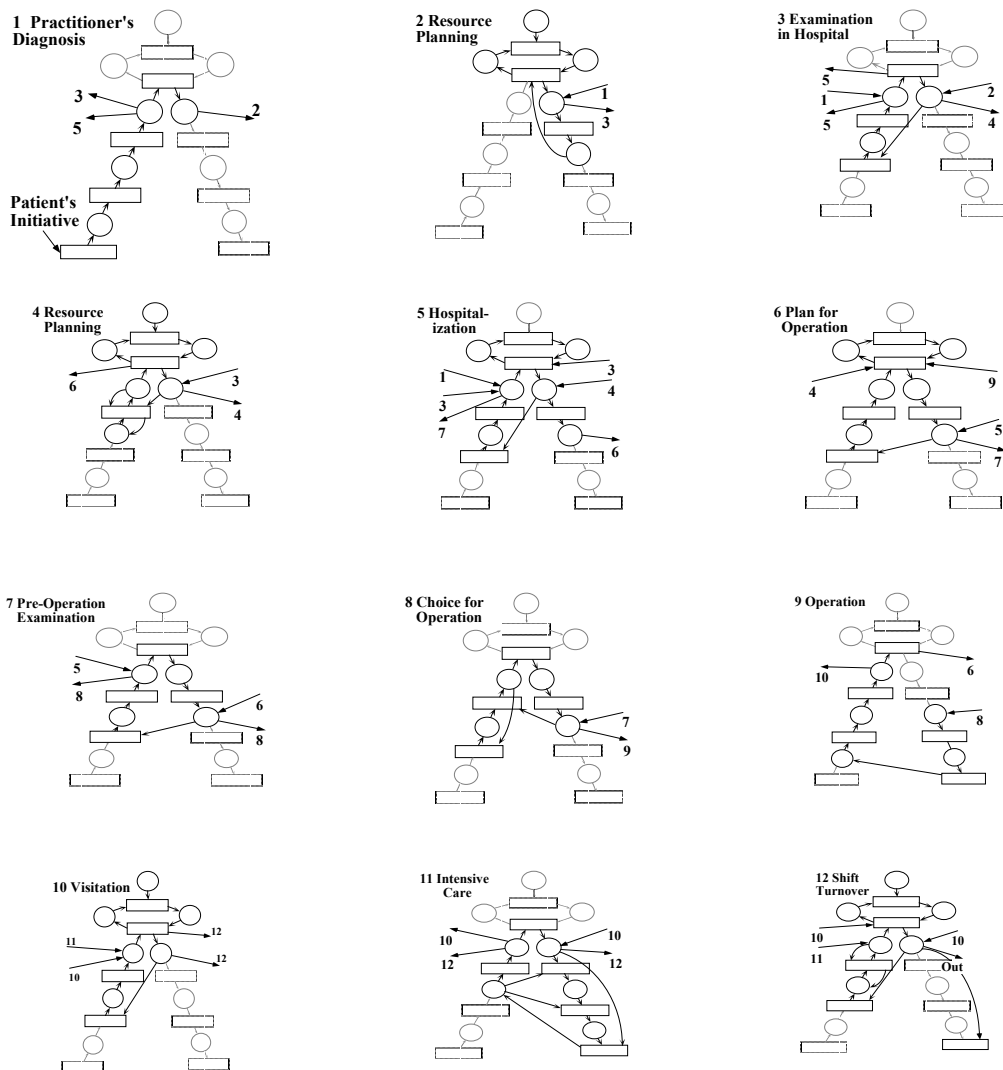 1 Practitioner's
Diagnosis
3
5
2
Patient's
Initiative
2 Resource
Planning
1
3
3 Examination
in Hospital
5
1
5
2
4
4 Resource
Planning
6
3
4
5 Hospital-
ization
1
3
7
3
4
6
6 Plan for
Operation
4
9
5
7
7 Pre-Operation
Examination
5
8
6
8
8 Choice for
Operation
7
9
9 Operation
10
6
8
10 Visitation
11
10
12
12
11 Intensive
Care
10
12
10
12
12 Shift
Turnover
10
11
10
Out